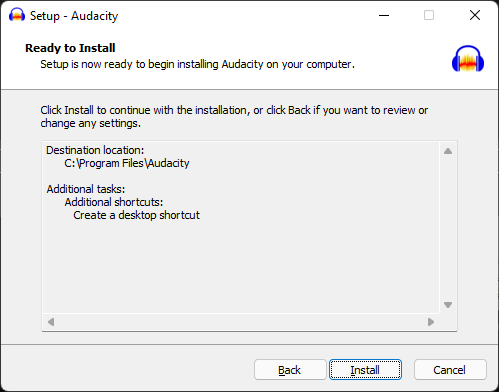 Setup - Audacity
Ready to Install
Setup is now ready to begin installing Audacity on your computer.
Click Install to continue with the installation, or click Back if you want to review or
change any settings.
Destination location:
C:\Program Files\Audacity
Additional tasks:
Additional shortcuts:
Create a desktop shortcut
Back
Install
Cancel